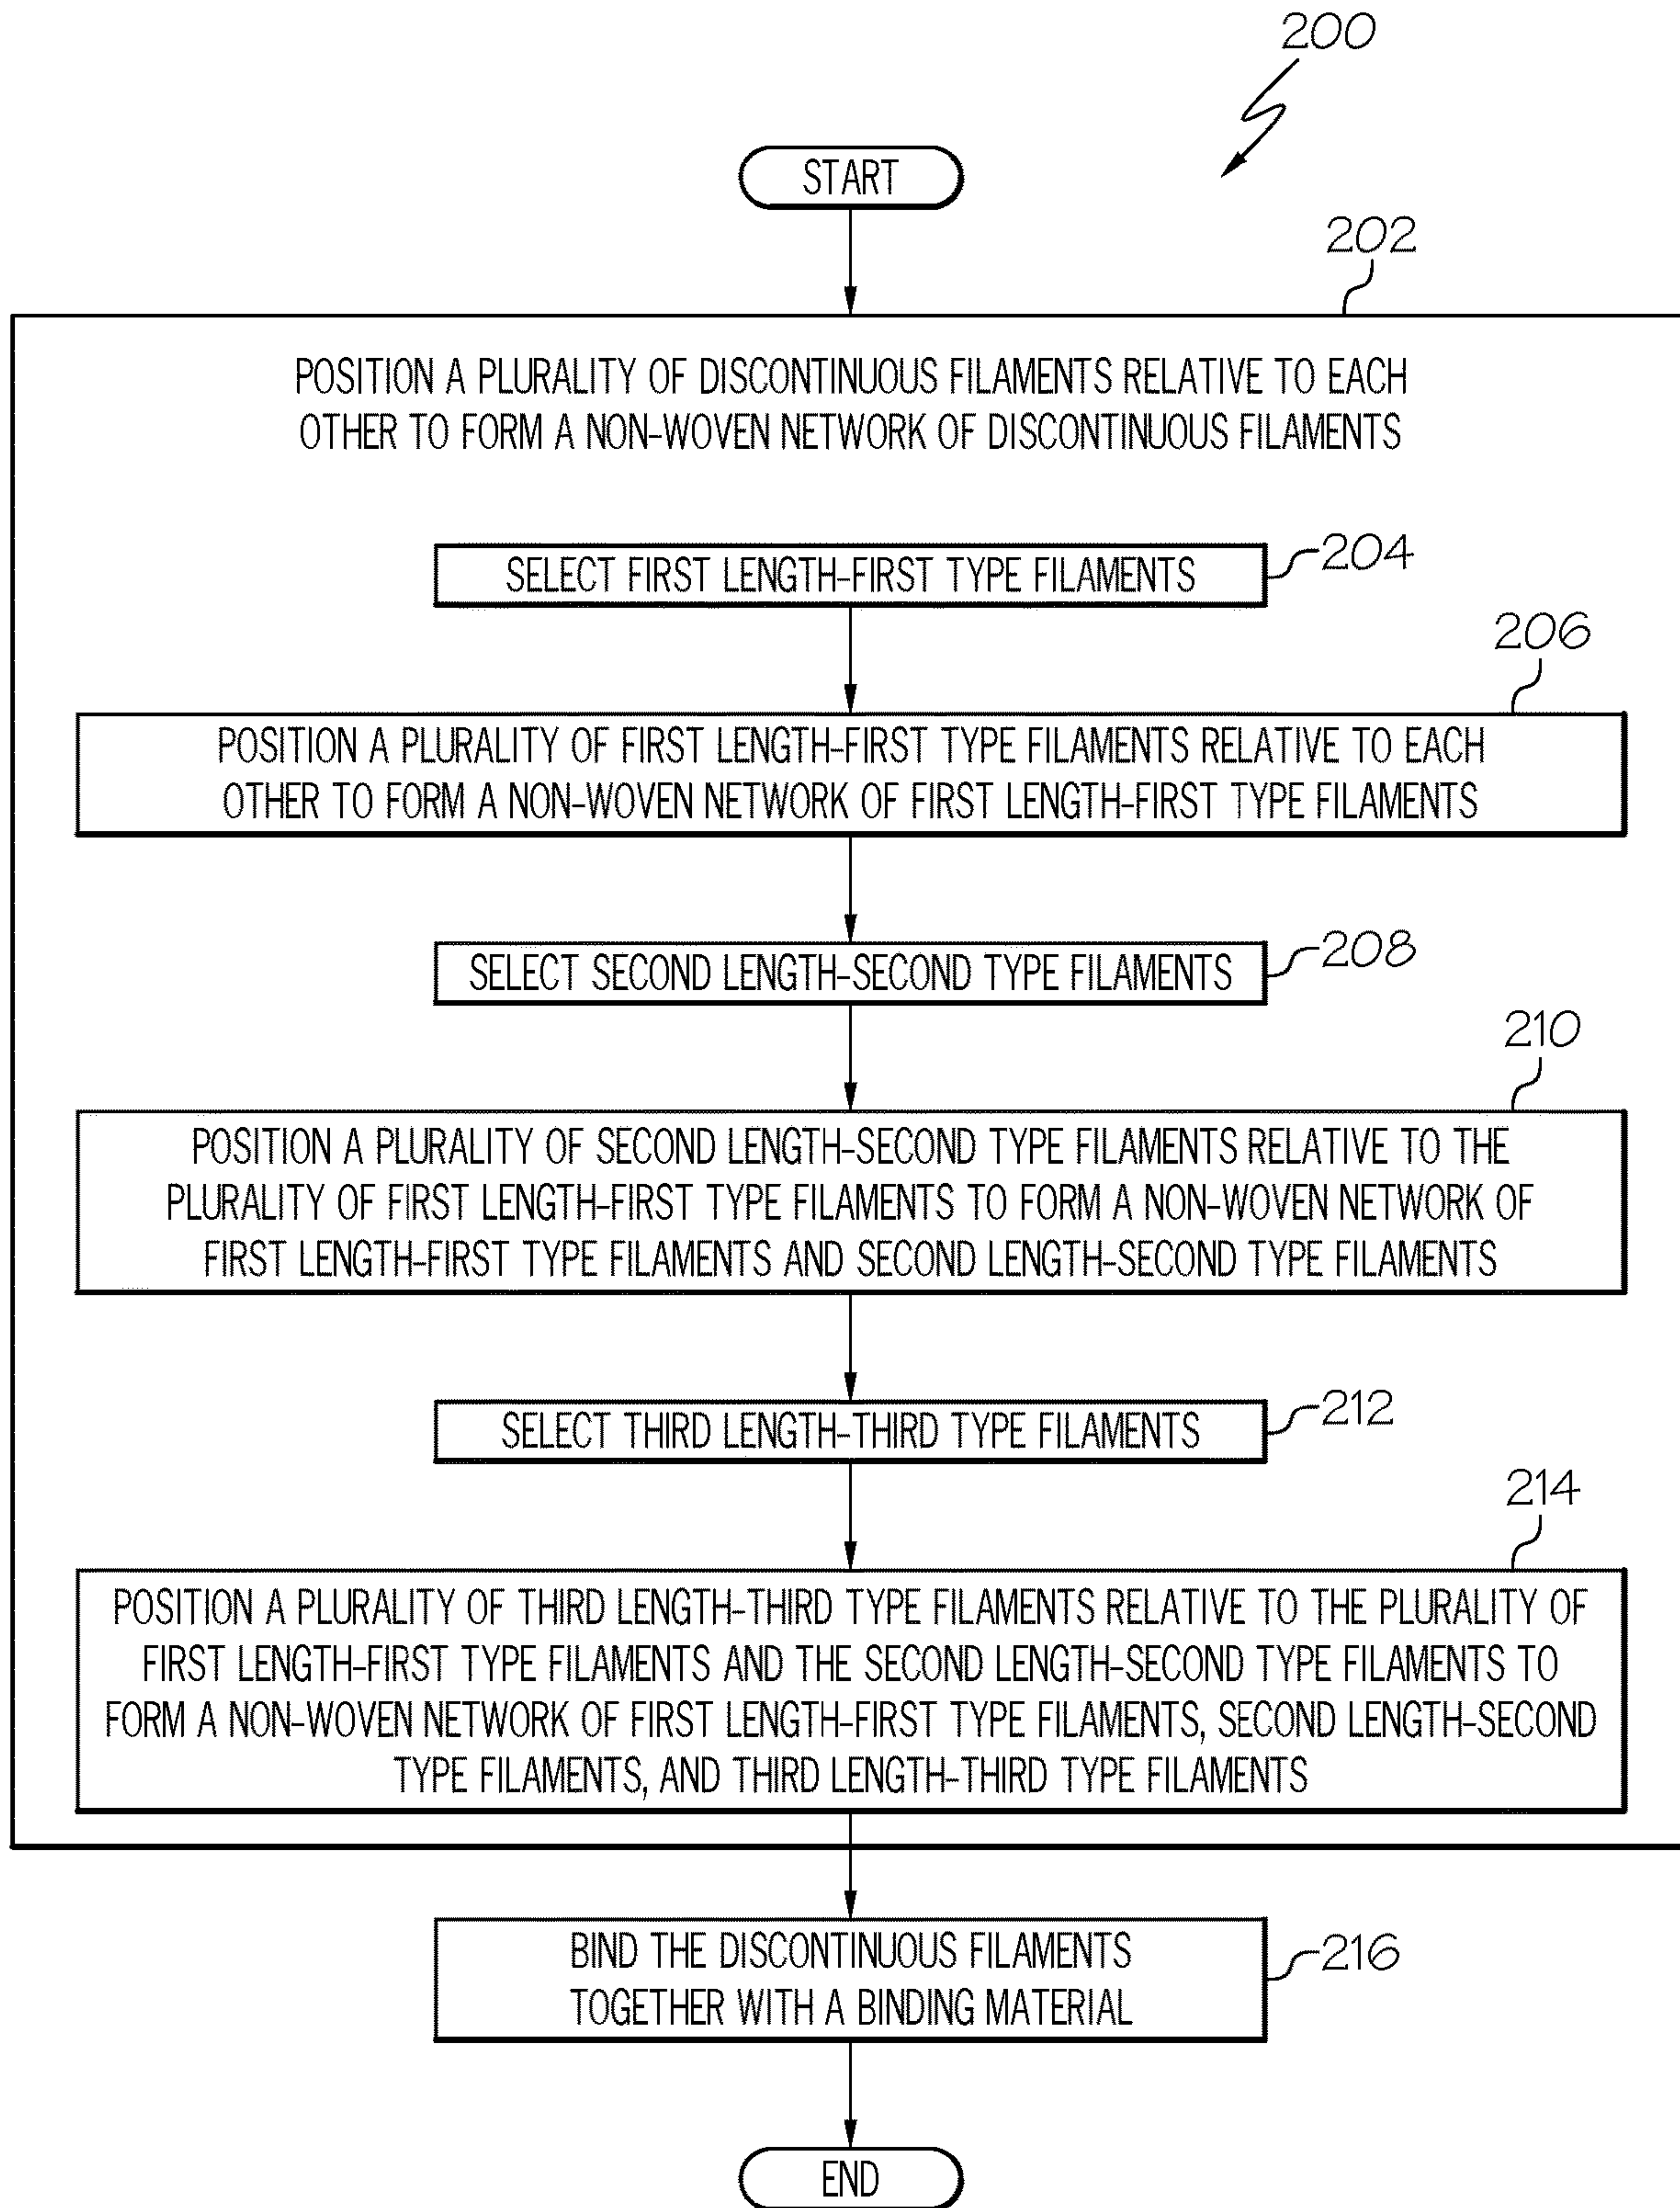 200
START
202
POSITION A PLURALITY OF DISCONTINUOUS FILAMENTS RELATIVE TO EACH
OTHER TO FORM A NON-WOVEN NETWORK OF DISCONTINUOUS FILAMENTS
SELECT FIRST LENGTH-FIRST TYPE FILAMENTS
204
206
POSITION A PLURALITY OF FIRST LENGTH-FIRST TYPE FILAMENTS RELATIVE TO EACH
OTHER TO FORM A NON-WOVEN NETWORK OF FIRST LENGTH-FIRST TYPE FILAMENTS
SELECT SECOND LENGTH-SECOND TYPE FILAMENTS
208
210
POSITION A PLURALITY OF SECOND LENGTH-SECOND TYPE FILAMENTS RELATIVE TO THE
PLURALITY OF FIRST LENGTH-FIRST TYPE FILAMENTS TO FORM A NON-WOVEN NETWORK OF
FIRST LENGTH-FIRST TYPE FILAMENTS AND SECOND LENGTH-SECOND TYPE FILAMENTS
SELECT THIRD LENGTH-THIRD TYPE FILAMENTS
212
214
POSITION A PLURALITY OF THIRD LENGTH-THIRD TYPE FILAMENTS RELATIVE TO THE PLURALITY OF
FIRST LENGTH-FIRST TYPE FILAMENTS AND THE SECOND LENGTH-SECOND TYPE FILAMENTS TO
FORM A NON-WOVEN NETWORK OF FIRST LENGTH-FIRST TYPE FILAMENTS, SECOND LENGTH-SECOND
TYPE FILAMENTS, AND THIRD LENGTH-THIRD TYPE FILAMENTS
BIND THE DISCONTINUOUS FILAMENTS
TOGETHER WITH A BINDING MATERIAL
216
END